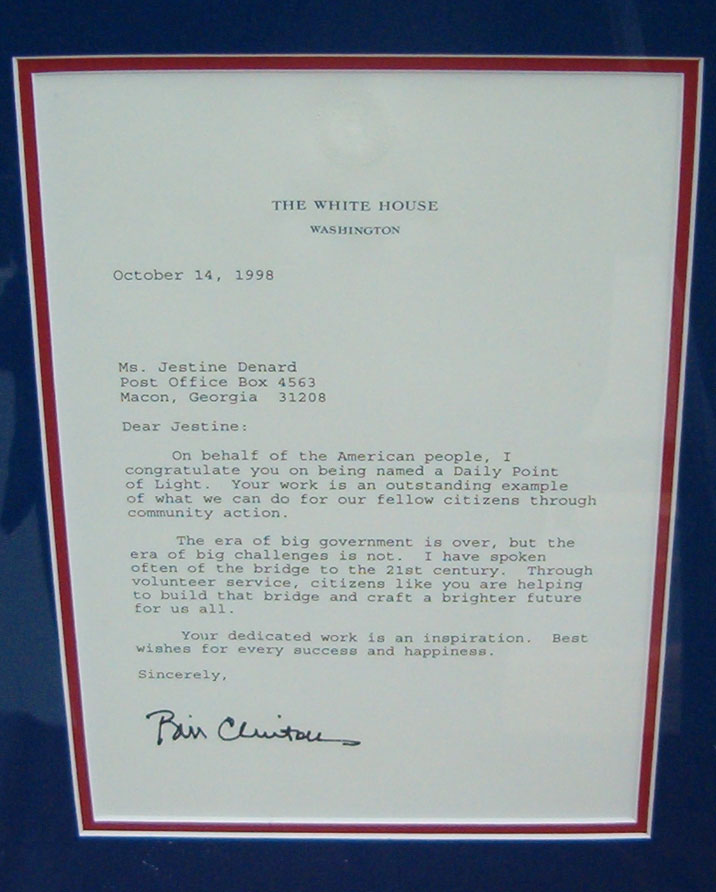 THE WHITE HOUSE
WASHINGTON
October 14, 1998
Ms. Jestine Denard
Post Office Box 4563
Macon, Georgia 31208
Dear Jestine:
On behalf of the American people, I
congratulate you on being named a Daily Point
of Light. Your work is an outstanding example
of what we can do for our fellow citizens through
community action.
The era of big government is over, but the
era of big challenges is not. I have spoken
often of the bridge to the 21st century. Through
volunteer service, citizens like you are helping
to build that bridge and craft a brighter future
for us all.
Your dedicated work is an inspiration. Best
wishes for every success and happiness.
Sincerely,
Bill Clinton